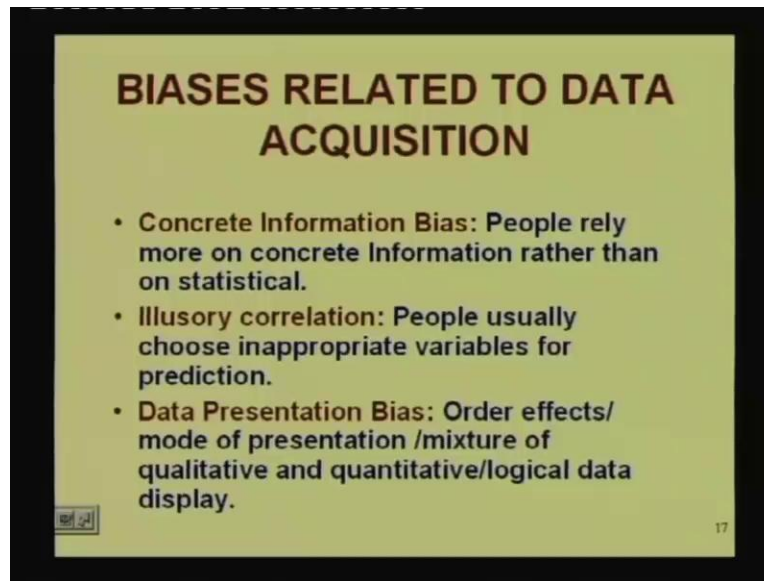 BIASES RELATED TO DATA
ACQUISITION
• Concrete Information Bias: People rely
more on concrete Information rather than
on statistical.
• Illusory correlation: People usually
choose inappropriate variables for
prediction.
• Data Presentation Bias: Order effects/
mode of presentation /mixture of
qualitative and quantitative/logical data
display.
17